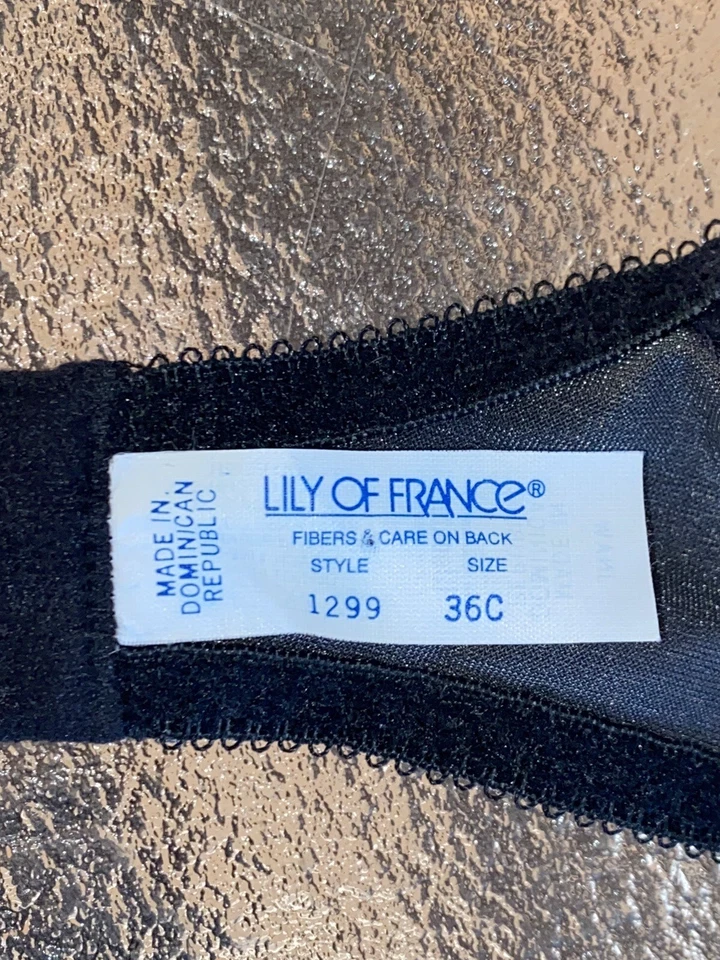 MADE IN
DOMINICAN
REPUBLIC
LILY OF FRANCE®
FIBERS & CARE ON BACK
STYLE SIZE
1299 36C